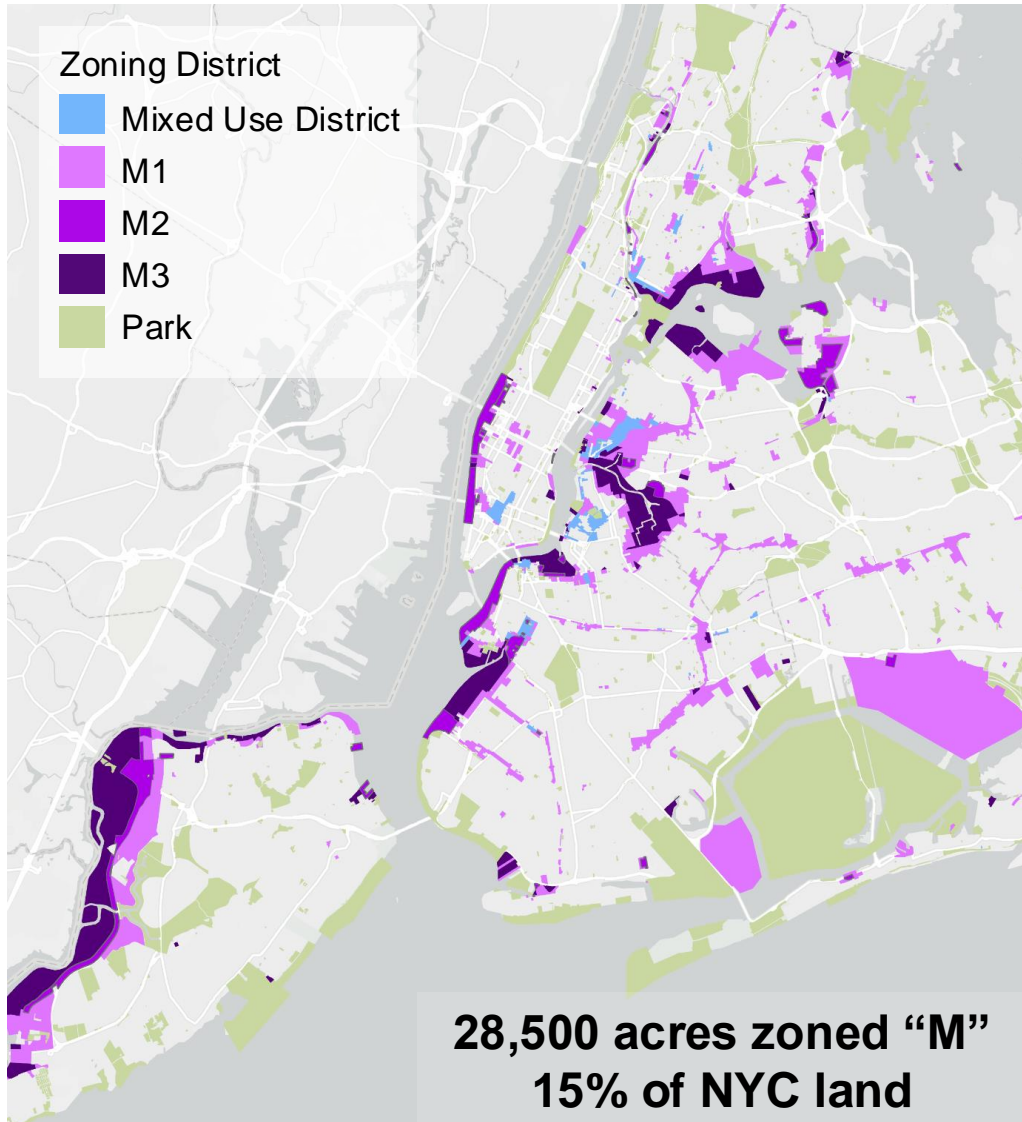 Zoning District
Mixed Use District
M1
M2
M3
Park
28,500 acres zoned “M”
15% of NYC land